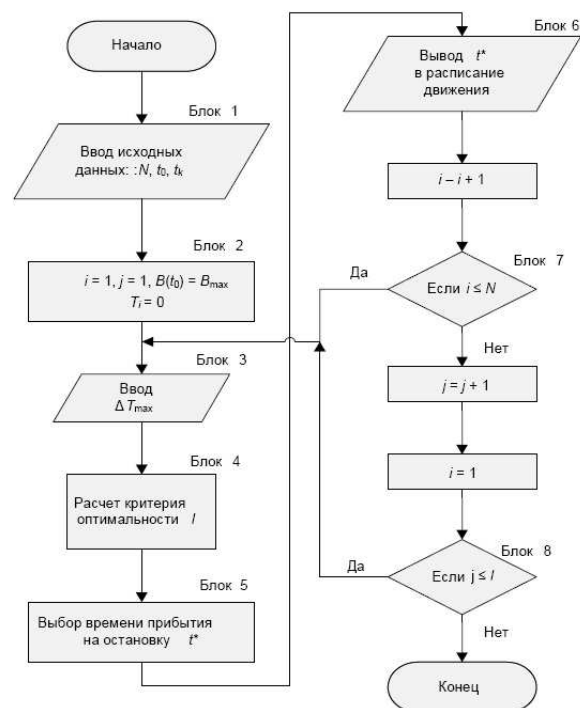 Начало
Блок 1
Ввод исходных
данных: :N, t₀, tₖ
Блок 2
i = 1, j = 1, B(t₀) = Bmax
Tᵢ = 0
Блок 3
Ввод
Δ Tmax
Блок 4
Расчет критерия
оптимальности I
Блок 5
Выбор времени прибытия
на остановку t*
Блок 6
Вывод t*
в расписание
движения
i – i + 1
Блок 7
Да
Если i ≤ N
Нет
j = j + 1
i = 1
Блок 8
Да
Если j ≤ I
Нет
Конец